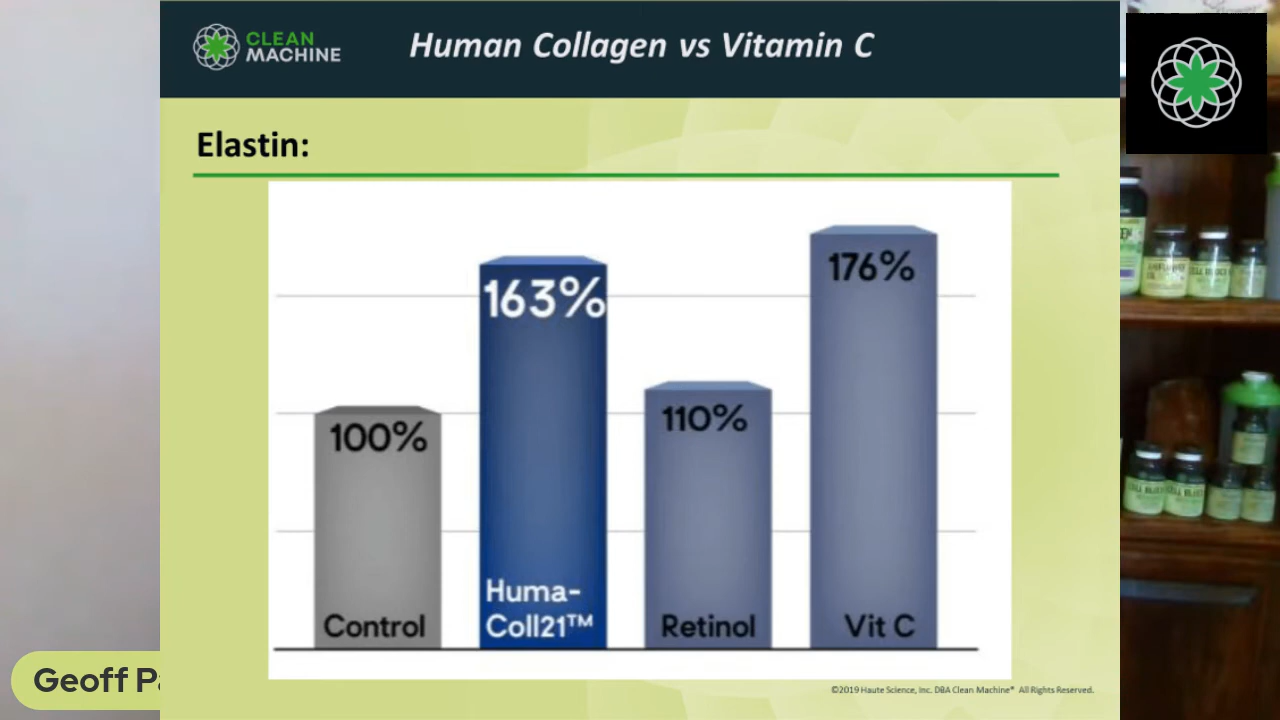 CLEAN
MACHINE
Human Collagen vs Vitamin C
Elastin:
100%
163%
110%
176%
Control
Huma-
Coll21™
Retinol
Vit C
Geoff Pa
©2019 Haute Science, Inc. DBA Clean Machine® All Rights Reserved.